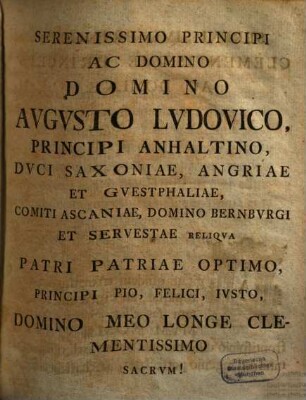 SERENISSIMO PRINCIPI
AC DOMINO
DOMINO
AVGVSTO LVDOVICO,
PRINCIPI ANHALTINO,
DVCI SAXONIAE, ANGRIAE
ET GVESTPHALIAE,
COMITI ASCANIAE, DOMINO BERNBVRGI
ET SERVESTAE RELIQVA
PATRI PATRIAE OPTIMO,
PRINCIPI PIO, FELICI, IVSTO,
DOMINO MEO LONGE CLE-
MENTISSIMO
SACRVM!